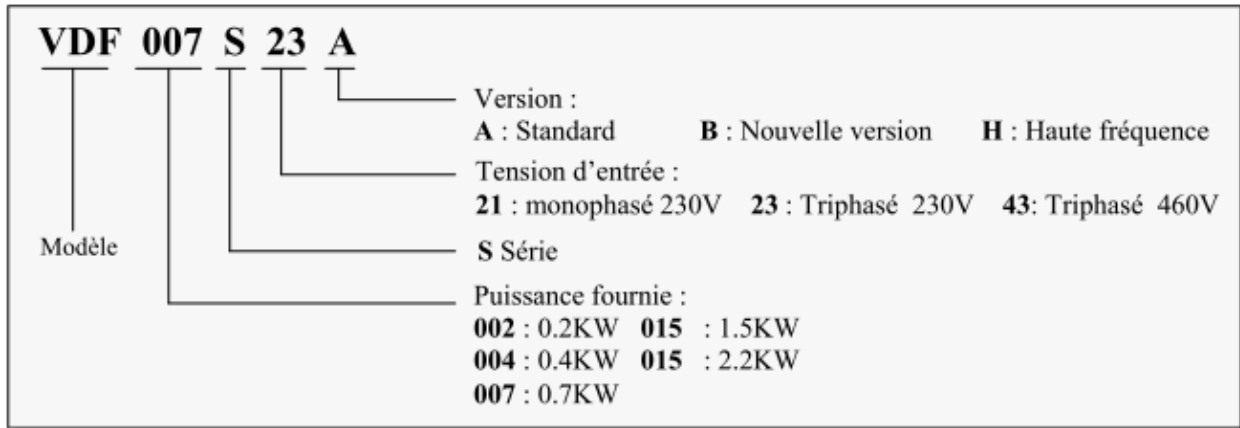 VDF 007 S 23 A
Version :
A : Standard B : Nouvelle version H : Haute fréquence
Tension d’entrée :
21 : monophasé 230V 23 : Triphasé 230V 43: Triphasé 460V
Modèle
S Série
Puissance fournie :
002 : 0.2KW 015 : 1.5KW
004 : 0.4KW 015 : 2.2KW
007 : 0.7KW